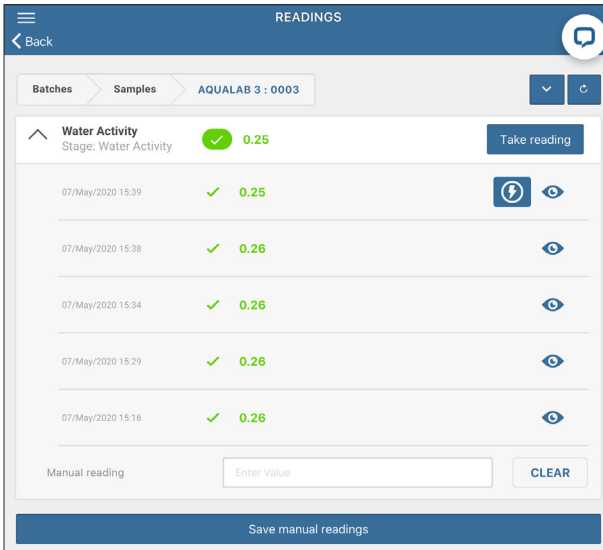 READINGS
Back
Batches Samples AQUALAB 3 : 0003
Water Activity
Stage: Water Activity
0.25
Take reading
07/May/2020 15:39 0.25
07/May/2020 15:38 0.26
07/May/2020 15:34 0.26
07/May/2020 15:29 0.26
07/May/2020 15:16 0.26
Manual reading Enter Value CLEAR
Save manual readings